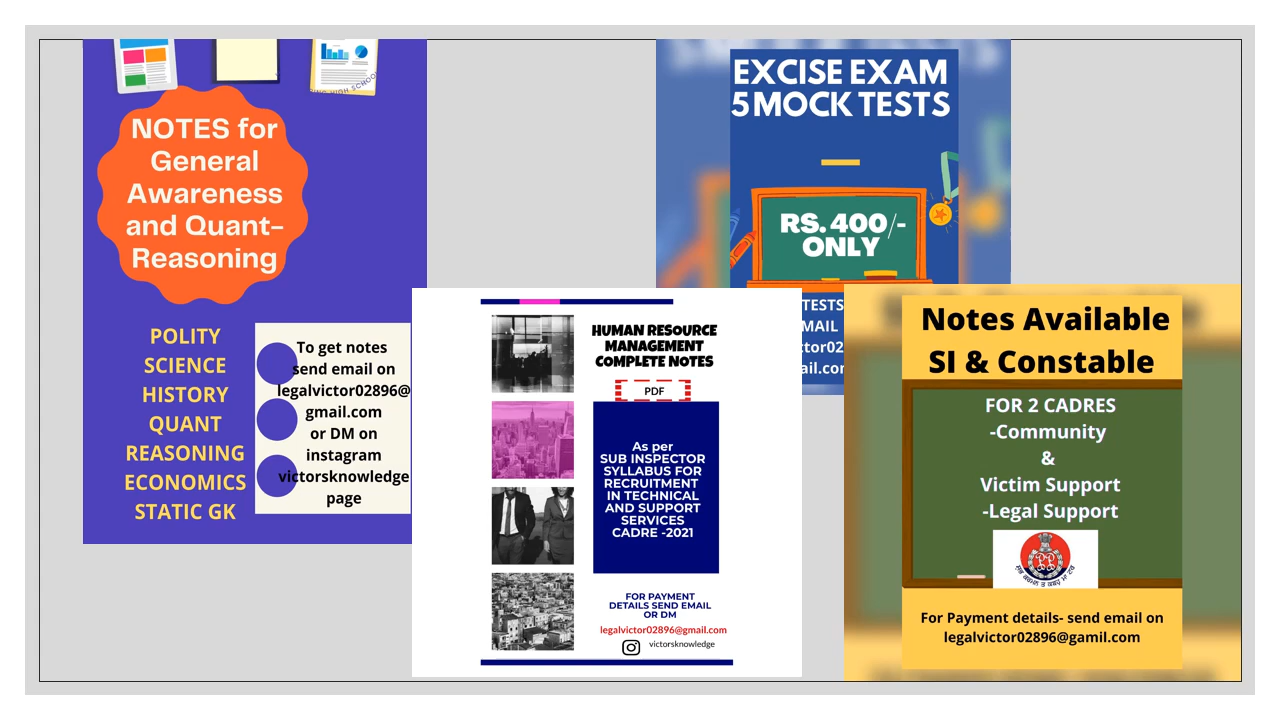 NOTES for
General
Awareness
and Quant-
Reasoning
POLITY
SCIENCE
HISTORY
QUANT
REASONING
ECONOMICS
STATIC GK
To get notes
send email on
legalvictor02896@
gmail.com
or DM on
instagram
victorsknowledge
page
EXCISE EXAM
5 MOCK TESTS
RS. 400/-
ONLY
TESTS
MAIL
HUMAN RESOURCE
MANAGEMENT
COMPLETE NOTES
PDF
As per
SUB INSPECTOR
SYLLABUS FOR
RECRUITMENT
IN TECHNICAL
AND SUPPORT
SERVICES
CADRE -2021
FOR PAYMENT
DETAILS SEND EMAIL
OR DM
legalvictor02896@gmail.com
victorsknowledge
Notes Available
SI & Constable
FOR 2 CADRES
-Community
&
Victim Support
-Legal Support
For Payment details- send email on
legalvictor02896@gamil.com